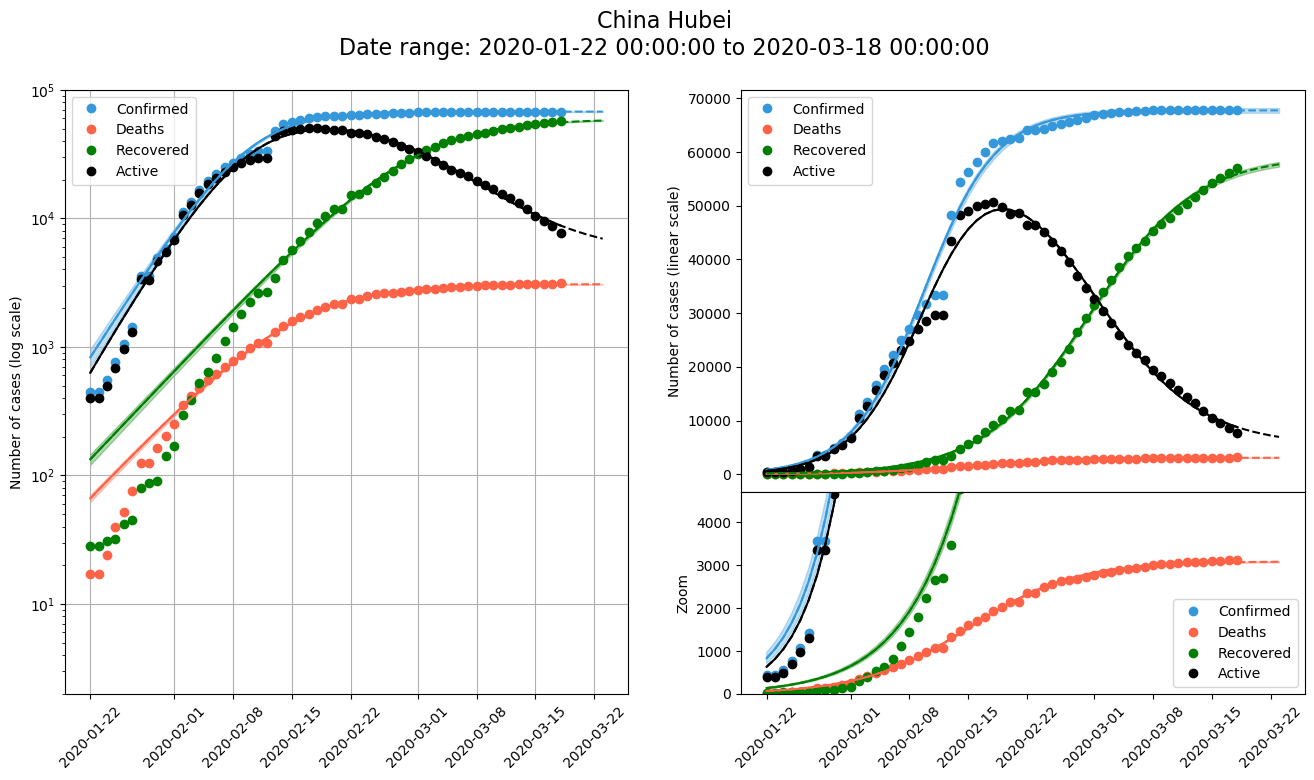 China Hubei
Date range: 2020-01-22 00:00:00 to 2020-03-18 00:00:00
Number of cases (log scale)
10^5
10^4
10^3
10^2
10^1
Confirmed
Deaths
Recovered
Active
2020-01-22
2020-02-01
2020-02-08
2020-02-15
2020-02-22
2020-03-01
2020-03-08
2020-03-15
2020-03-22
Number of cases (linear scale)
70000
60000
50000
40000
30000
20000
10000
0
Confirmed
Deaths
Recovered
Active
Zoom
4000
3000
2000
1000
0
Confirmed
Deaths
Recovered
Active
2020-01-22
2020-02-01
2020-02-08
2020-02-15
2020-02-22
2020-03-01
2020-03-08
2020-03-15
2020-03-22